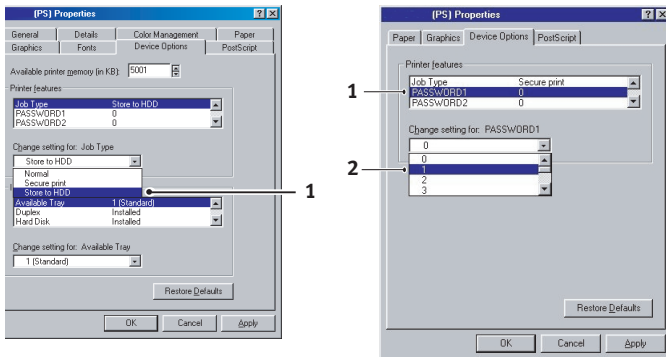 (PS) Properties
General Details Color Management Paper
Graphics Fonts Device Options PostScript
Available printer memory (in KB): 5001
Printer features
Job Type Store to HDD
PASSWORD1 0
PASSWORD2 0
Change setting for: Job Type
Store to HDD
Normal
Secure print
Store to HDD
1
Available Tray 1 (Standard)
Duplex Installed
Hard Disk Installed
Change setting for: Available Tray
1 (Standard)
Restore Defaults
OK Cancel Apply
(PS) Properties
Paper Graphics Device Options PostScript
Printer features
Job Type Secure print
1
PASSWORD1 0
PASSWORD2 0
Change setting for: PASSWORD1
0
0
2
1
2
3
Restore Defaults
OK Cancel Apply